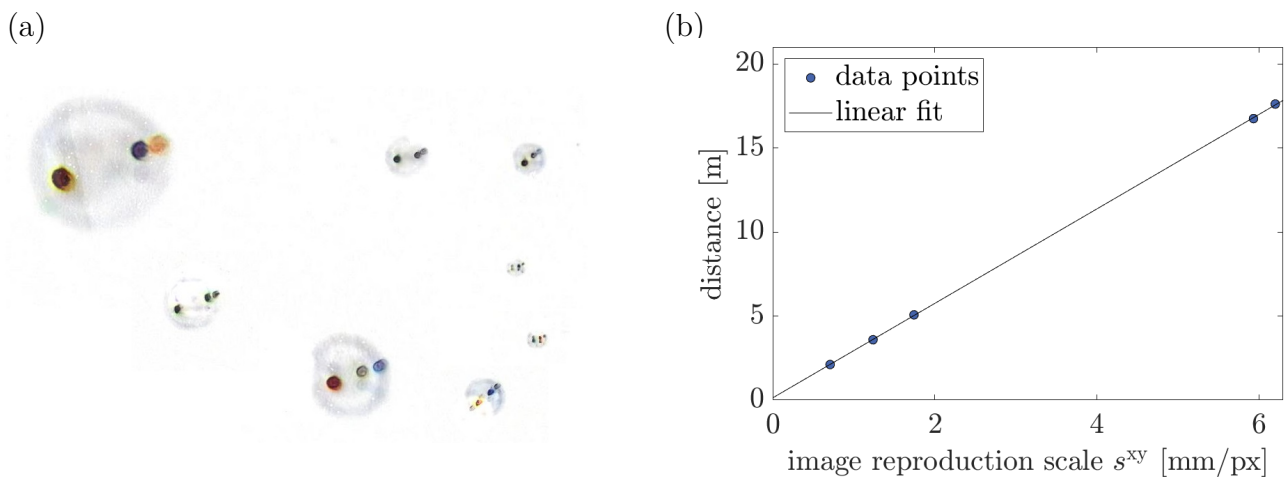 (a)
(b)
data points
linear fit
distance [m]
20
15
10
5
0
0 2 4 6
image reproduction scale s^xy [mm/px]